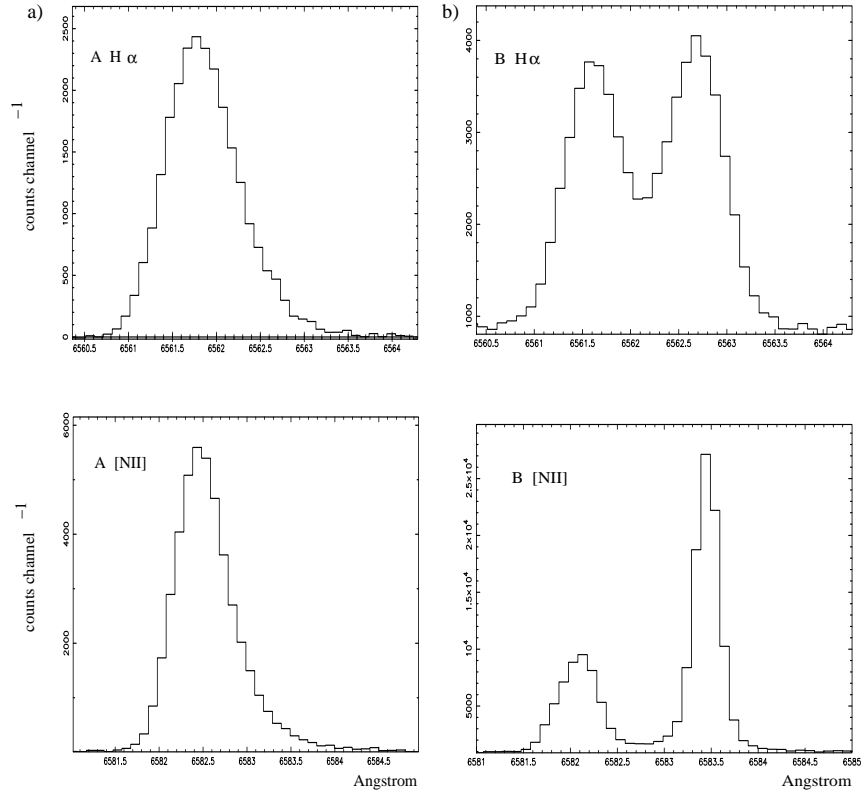 a)
A H α
counts channel −1
2500
2000
1500
1000
500
0
6560.5 6561 6561.5 6562 6562.5 6563 6563.5 6564
b)
B Hα
4000
3000
2000
1000
6560.5 6561 6561.5 6562 6562.5 6563 6563.5 6564
A [NII]
counts channel −1
6000
4000
2000
6581.5 6582 6582.5 6583 6583.5 6584 6584.5
Angstrom
B [NII]
2.5×10⁴
2×10⁴
1.5×10⁴
10⁴
5000
6581 6581.5 6582 6582.5 6583 6583.5 6584 6584.5 6585
Angstrom